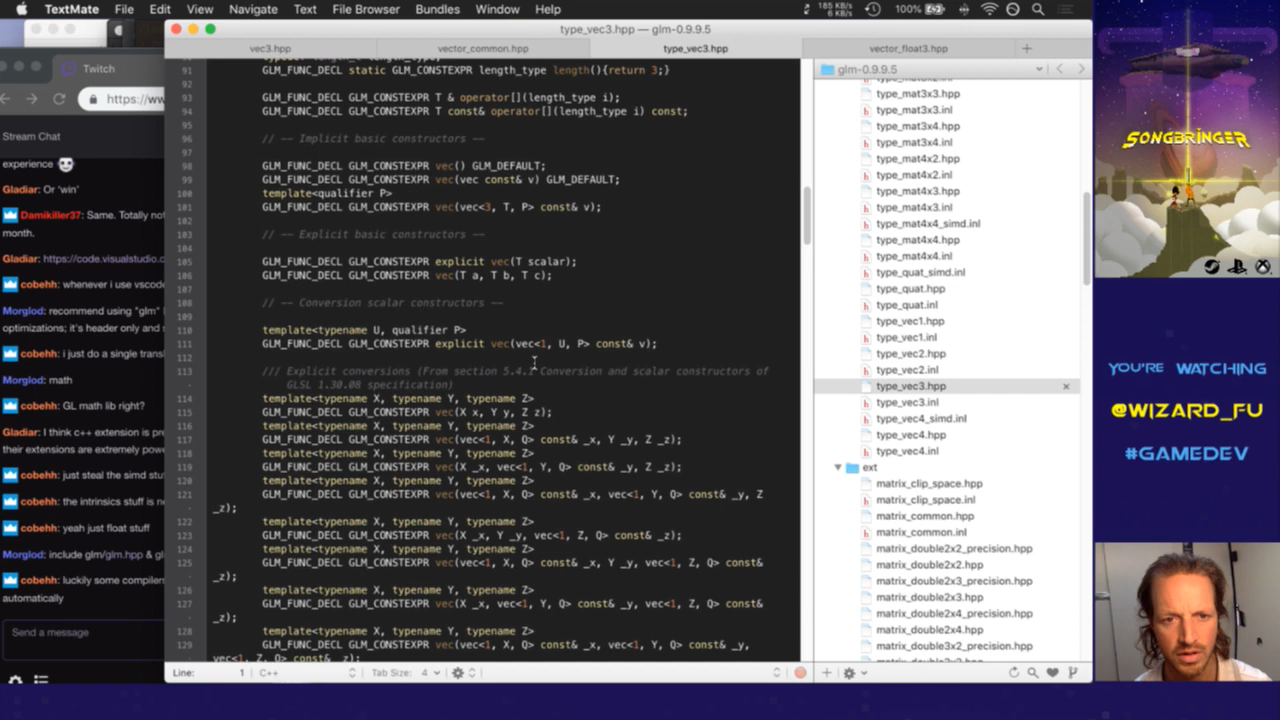 TextMate File Edit View Navigate Text File Browser Bundles Window Help
185 KB/s
6 KB/s
100%
type_vec3.hpp — glm-0.9.9.5
vec3.hpp
vector_common.hpp
type_vec3.hpp
vector_float3.hpp
Twitch
https://ww
Stream Chat
experience
Gladiar: Or 'win'
Damikiller37: Same. Totally not
month.
Gladiar: https://code.visualstudio.c
cobehh: whenever i use vscode
Morglod: recommend using "glm"
optimizations; it's header only and
cobehh: i just do a single trans
Morglod: math
cobehh: GL math lib right?
Gladiar: I think c++ extension is pre
their extensions are extremely power
cobehh: just steal the simd stu
cobehh: the intrinsics stuff is n
cobehh: yeah just float stuff
Morglod: include glm/glm.hpp & gl
cobehh: luckily some compilers
automatically
Send a message
91 GLM_FUNC_DECL static GLM_CONSTEXPR length_type length(){return 3;}
92
93 GLM_FUNC_DECL GLM_CONSTEXPR T & operator[](length_type i);
94 GLM_FUNC_DECL GLM_CONSTEXPR T const& operator[](length_type i) const;
95
96 // -- Implicit basic constructors --
97
98 GLM_FUNC_DECL GLM_CONSTEXPR vec() GLM_DEFAULT;
99 GLM_FUNC_DECL GLM_CONSTEXPR vec(vec const& v) GLM_DEFAULT;
100 template<qualifier P>
101 GLM_FUNC_DECL GLM_CONSTEXPR vec(vec<3, T, P> const& v);
102
103 // -- Explicit basic constructors --
104
105 GLM_FUNC_DECL GLM_CONSTEXPR explicit vec(T scalar);
106 GLM_FUNC_DECL GLM_CONSTEXPR vec(T a, T b, T c);
107
108 // -- Conversion scalar constructors --
109
110 template<typename U, qualifier P>
111 GLM_FUNC_DECL GLM_CONSTEXPR explicit vec(vec<1, U, P> const& v);
112
113 /// Explicit conversions (From section 5.4.1 Conversion and scalar constructors of
GLSL 1.30.08 specification)
114 template<typename X, typename Y, typename Z>
115 GLM_FUNC_DECL GLM_CONSTEXPR vec(X x, Y y, Z z);
116 template<typename X, typename Y, typename Z>
117 GLM_FUNC_DECL GLM_CONSTEXPR vec(vec<1, X, Q> const& _x, Y _y, Z _z);
118 template<typename X, typename Y, typename Z>
119 GLM_FUNC_DECL GLM_CONSTEXPR vec(X _x, vec<1, Y, Q> const& _y, Z _z);
120 template<typename X, typename Y, typename Z>
121 GLM_FUNC_DECL GLM_CONSTEXPR vec(vec<1, X, Q> const& _x, vec<1, Y, Q> const& _y, Z
_z);
122 template<typename X, typename Y, typename Z>
123 GLM_FUNC_DECL GLM_CONSTEXPR vec(X _x, Y _y, vec<1, Z, Q> const& _z);
124 template<typename X, typename Y, typename Z>
125 GLM_FUNC_DECL GLM_CONSTEXPR vec(vec<1, X, Q> const& _x, Y _y, vec<1, Z, Q> const&
_z);
126 template<typename X, typename Y, typename Z>
127 GLM_FUNC_DECL GLM_CONSTEXPR vec(X _x, vec<1, Y, Q> const& _y, vec<1, Z, Q> const&
_z);
128 template<typename X, typename Y, typename Z>
129 GLM_FUNC_DECL GLM_CONSTEXPR vec(vec<1, X, Q> const& _x, vec<1, Y, Q> const& _y,
vec<1, Z, Q> const& _z);
Line: 1 C++ Tab Size: 4
glm-0.9.9.5
type_mat3x2.inl
type_mat3x3.hpp
type_mat3x3.inl
type_mat3x4.hpp
type_mat3x4.inl
type_mat4x2.hpp
type_mat4x2.inl
type_mat4x3.hpp
type_mat4x3.inl
type_mat4x4_simd.inl
type_mat4x4.hpp
type_mat4x4.inl
type_quat_simd.inl
type_quat.hpp
type_quat.inl
type_vec1.hpp
type_vec1.inl
type_vec2.hpp
type_vec2.inl
type_vec3.hpp
type_vec3.inl
type_vec4_simd.inl
type_vec4.hpp
type_vec4.inl
ext
matrix_clip_space.hpp
matrix_clip_space.inl
matrix_common.hpp
matrix_common.inl
matrix_double2x2_precision.hpp
matrix_double2x2.hpp
matrix_double2x3_precision.hpp
matrix_double2x3.hpp
matrix_double2x4_precision.hpp
matrix_double2x4.hpp
matrix_double3x2_precision.hpp
SONGBRINGER
YOU'RE WATCHING
@WIZARD_FU
#GAMEDEV